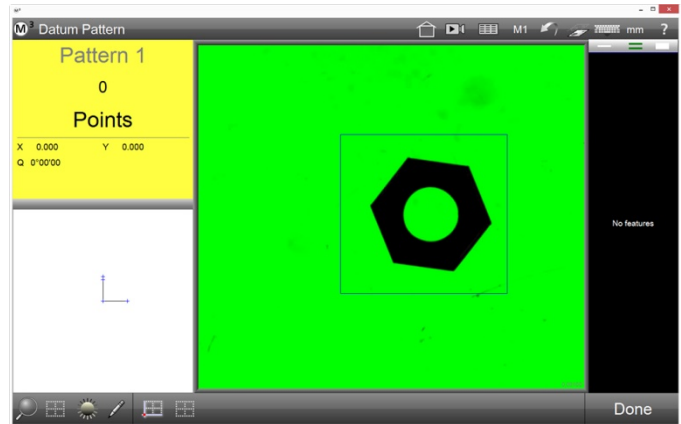 M³
M³ Datum Pattern
M1
mm
?
Pattern 1
0
Points
X 0.000 Y 0.000
Q 0°00'00
No features
Done